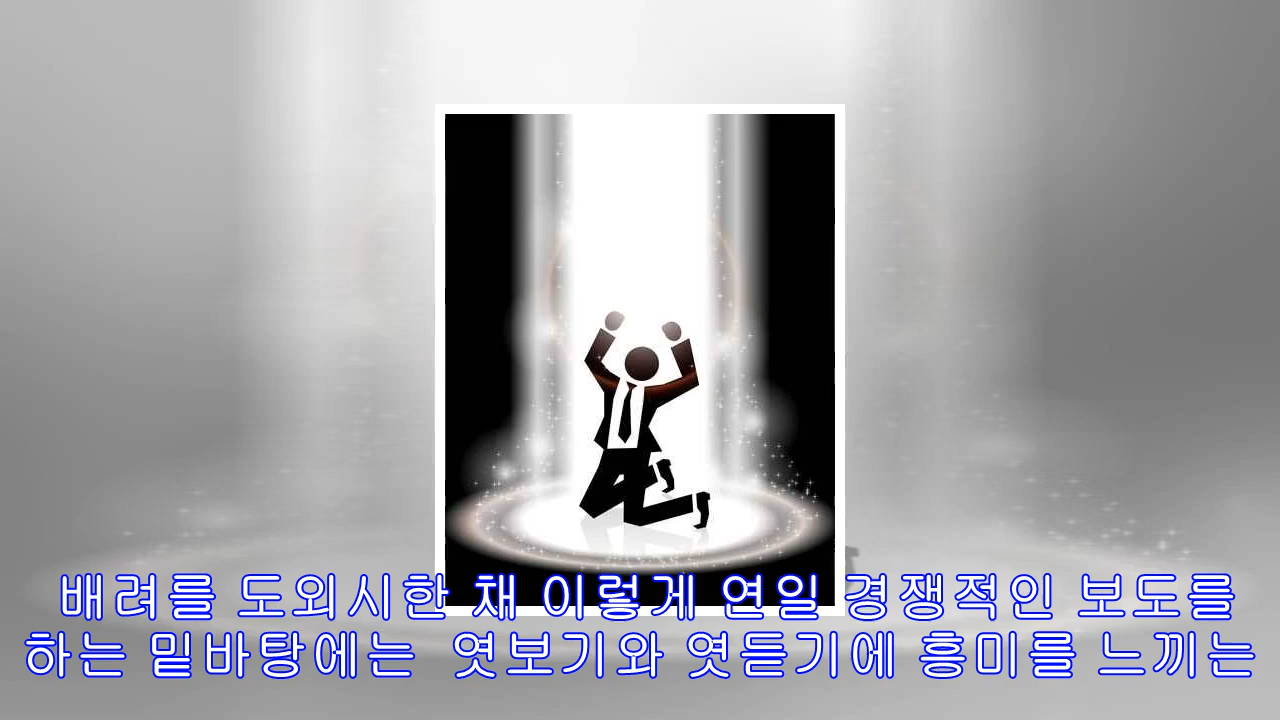 배려를 도외시한 채 이렇게 연일 경쟁적인 보도를
하는 밑바탕에는 엿보기와 엿듣기에 흥미를 느끼는